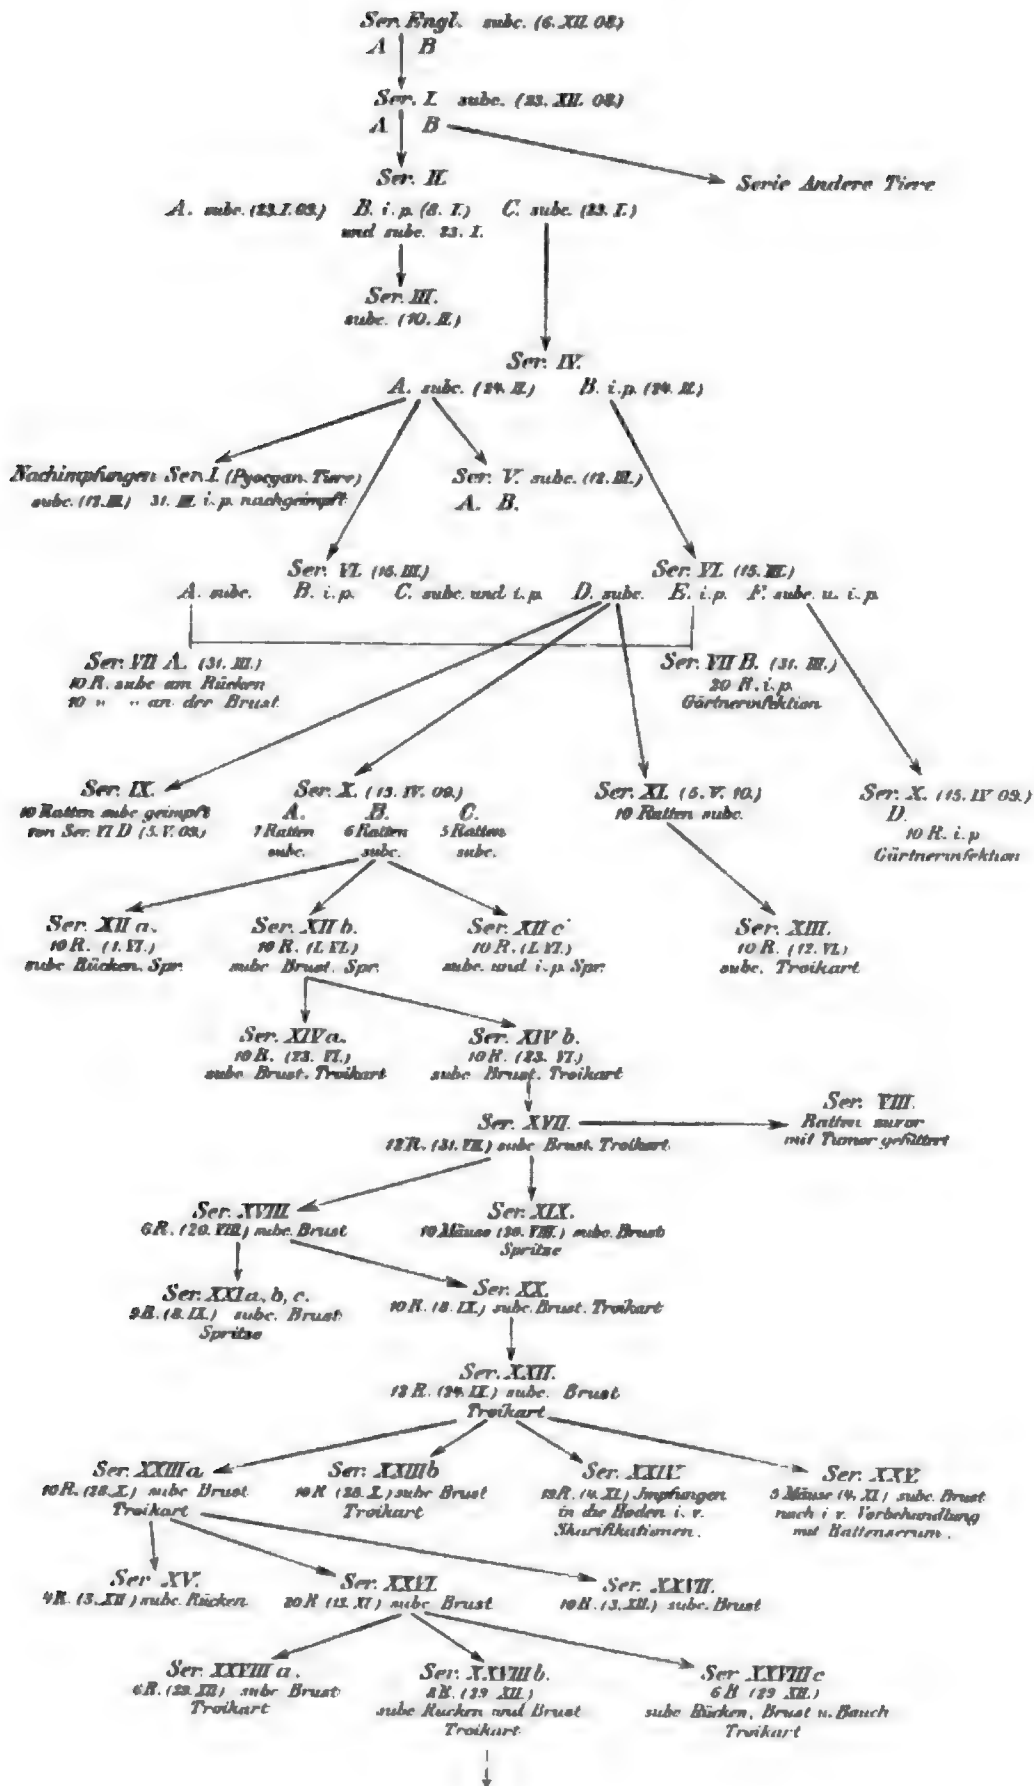 Ser. Engl. subc. (6. XII. 08)
A B
Ser. I. subc. (23. XII. 08)
A B
Serie Andere Tiere
Ser. II.
A. subc. (23. I. 09.) B. i. p. (8. I.) C. subc. (23. I.)
und subc. 23. I.
Ser. III.
subc. (10. II.)
Ser. IV.
A. subc. (24. II.) B. i. p. (24. II.)
Nachimpfungen Ser. I. (Pyocyan. Tiere)
subc. (12. III.) 31. III. i. p. nachgeimpft
Ser. V. subc. (12. III.)
A. B.
Ser. VI. (15. III.)
A. subc. B. i. p. C. subc. und i. p.
Ser. VI. (15. III.)
D. subc. E. i. p. F. subc. u. i. p.
Ser. VII A. (31. III.)
10 R. subc am Rücken
10 " " an der Brust
Ser. VII B. (31. III.)
20 R. i. p.
Gärtnerinfektion
Ser. IX.
10 Ratten subc geimpft
von Ser. VI D (5. V. 09.)
Ser. X. (15. IV. 09.)
A. B. C.
7 Ratten 6 Ratten 5 Ratten
subc. subc. subc.
Ser. XI. (5. V. 10.)
10 Ratten subc.
Ser. X. (15. IV 09.)
D.
10 R. i. p
Gärtnerinfektion
Ser. XII a.
10 R. (1. VI.)
subc Rücken. Spr.
Ser. XII b.
10 R. (1. VI.)
subc Brust. Spr.
Ser. XII c
10 R. (1. VI.)
subc. und i. p. Spr.
Ser. XIII.
10 R. (12. VI.)
subc. Troikart
Ser. XIV a.
10 R. (23. VI.)
subc Brust. Troikart
Ser. XIV b.
10 R. (23. VI.)
subc Brust. Troikart
Ser. XVII.
12 R. (31. VII.) subc Brust. Troikart
Ser. VIII.
Ratten zuvor
mit Tumor gefüttert
Ser. XVIII
6 R. (20. VIII.) subc. Brust
Ser. XIX.
10 Mäuse (20. VIII.) subc. Brust
Spritze
Ser. XXI a, b, c.
9 R. (8. IX.) subc. Brust
Spritze
Ser. XX.
10 R. (8. IX.) subc. Brust. Troikart
Ser. XXII.
12 R. (24. IX.) subc. Brust
Troikart
Ser. XXIII a
10 R. (28. X.) subc Brust
Troikart
Ser. XXIII b
10 R (28. X.) subc Brust
Troikart
Ser. XXIV.
12 R. (4. XI.) Impfungen
in die Hoden i. v.
Skarifikationen.
Ser. XXV.
3 Mäuse (4. XI) subc. Brust
nach i v. Vorbehandlung
mit Rattenserum.
Ser. XV.
4 R. (3. XII) subc. Rücken
Ser. XXVI.
20 R (13. XI) subc Brust
Ser. XXVII.
10 R. (3. XII.) subc. Brust
Ser. XXVIII a.
6 R. (29. XII) subc Brust
Troikart
Ser. XXVIII b.
8 R. (29 XII.)
subc Rücken und Brust
Troikart
Ser. XXVIII c
6 R (29 XII.)
subc Rücken, Brust u. Bauch
Troikart